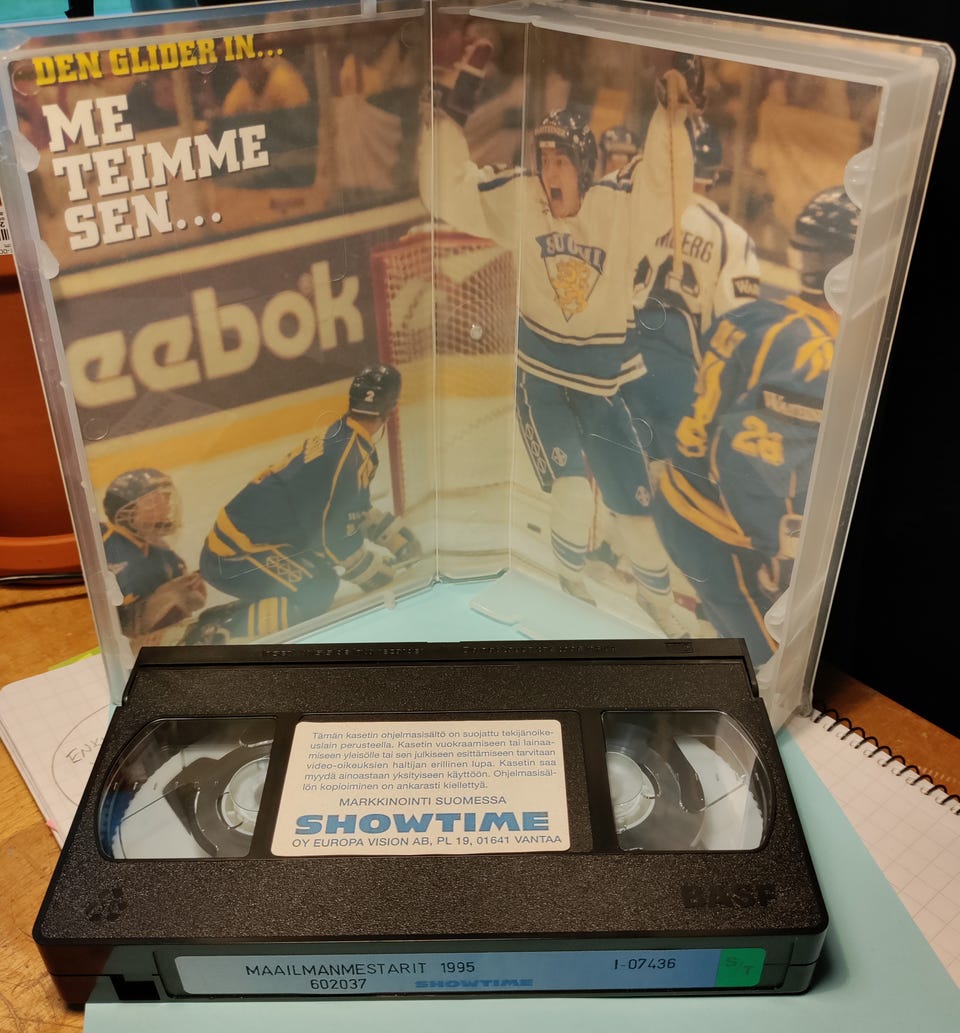 DEN GLIDER IN...
ME
TEIMME
SEN...
eebok
SUOMI
2
28
Tämän kasetin ohjelmasisältö on suojattu tekijänoike-
uslain perusteella. Kasetin vuokraamiseen tai lainaa-
miseen yleisölle tai sen julkiseen esittämiseen tarvitaan
video-oikeuksien haltijan erillinen lupa. Kasetin saa
myydä ainoastaan yksityiseen käyttöön. Ohjelmasisäl-
lön kopioiminen on ankarasti kiellettyä.
MARKKINOINTI SUOMESSA
SHOWTIME
OY EUROPA VISION AB, PL 19, 01641 VANTAA
BASF
MAAILMANMESTARIT 1995
I-07436
S/T
602037
SHOWTIME